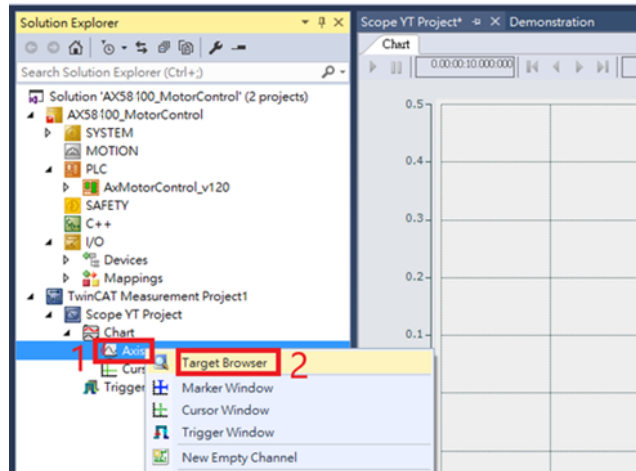 Solution Explorer
Search Solution Explorer (Ctrl+;)
Solution 'AX58400_MotorControl' (2 projects)
AX58400_MotorControl
SYSTEM
MOTION
PLC
AxMotorControl_v120
SAFETY
C++
I/O
Devices
Mappings
TwinCAT Measurement Project1
Scope YT Project
Chart
1 Axis
Curs
Trigger
Target Browser 2
Marker Window
Cursor Window
Trigger Window
New Empty Channel
Scope YT Project* Demonstration
Chart
0.00:00:10.000:000
0.5
0.4
0.3
0.2
0.1